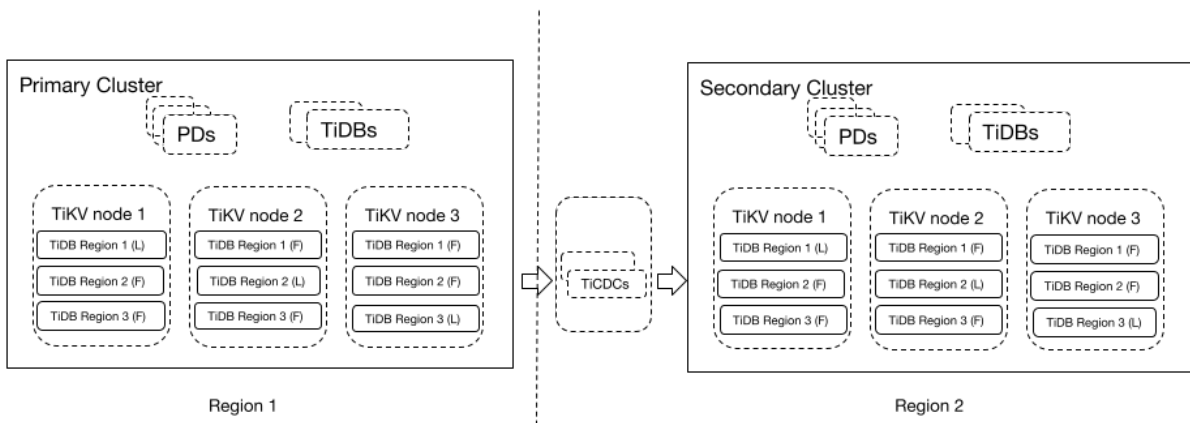 Primary Cluster
PDs
TiDBs
TiKV node 1
TiDB Region 1 (L)
TiDB Region 2 (F)
TiDB Region 3 (F)
TiKV node 2
TiDB Region 1 (F)
TiDB Region 2 (L)
TiDB Region 3 (F)
TiKV node 3
TiDB Region 1 (F)
TiDB Region 2 (F)
TiDB Region 3 (L)
Region 1
TiCDCs
Secondary Cluster
PDs
TiDBs
TiKV node 1
TiDB Region 1 (L)
TiDB Region 2 (F)
TiDB Region 3 (F)
TiKV node 2
TiDB Region 1 (F)
TiDB Region 2 (L)
TiDB Region 3 (F)
TiKV node 3
TiDB Region 1 (F)
TiDB Region 2 (F)
TiDB Region 3 (L)
Region 2